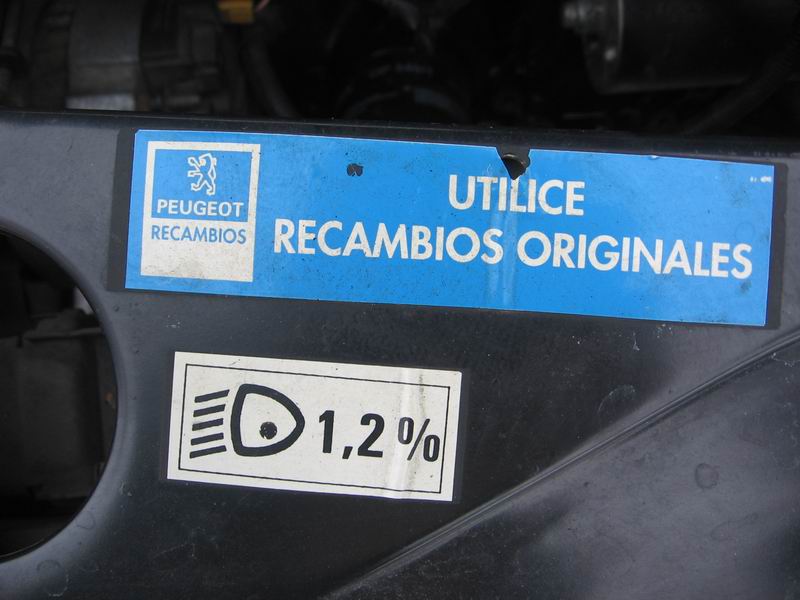 PEUGEOT
RECAMBIOS
UTILICE
RECAMBIOS ORIGINALES
1,2 %